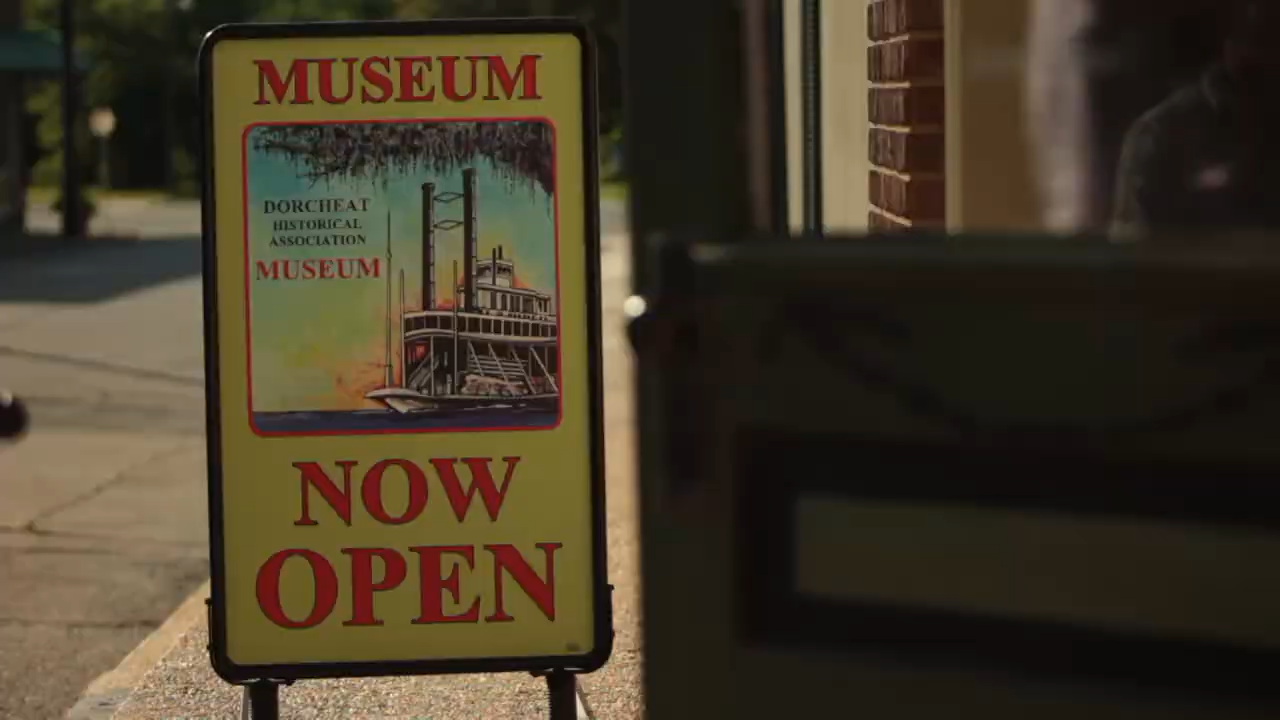 MUSEUM
DORCHEAT
HISTORICAL
ASSOCIATION
MUSEUM
NOW
OPEN